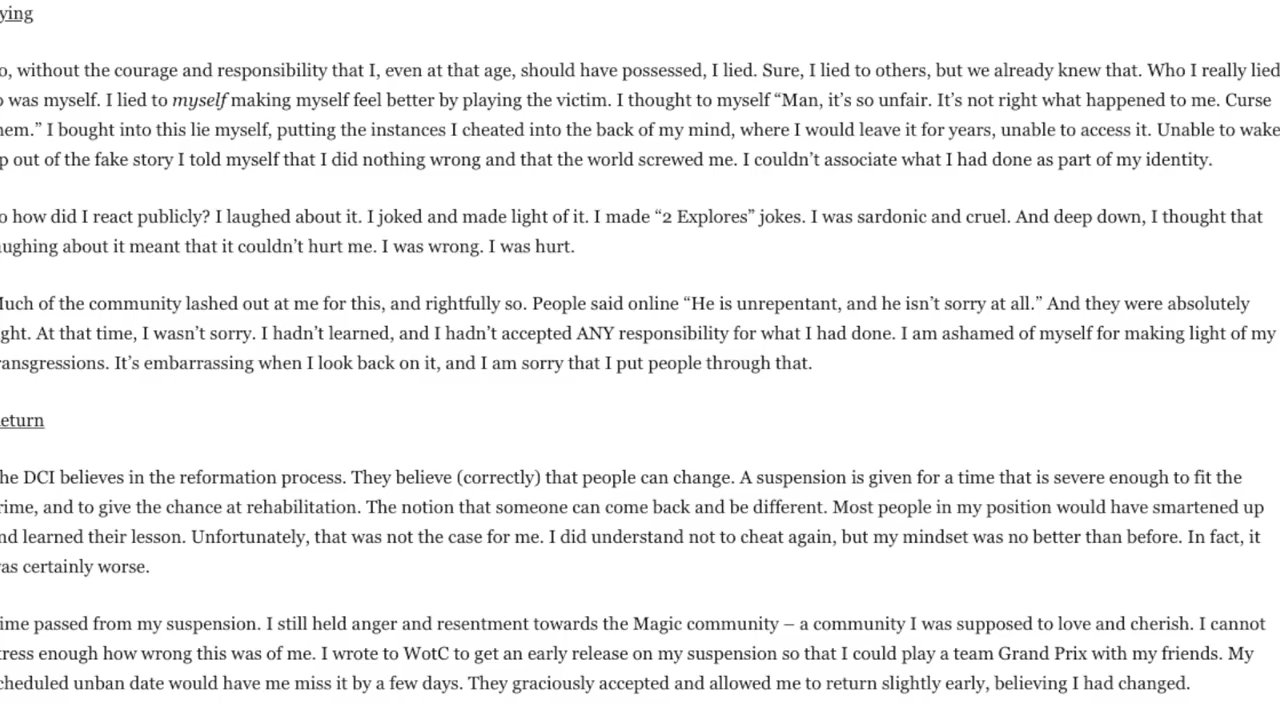 ying
o, without the courage and responsibility that I, even at that age, should have possessed, I lied. Sure, I lied to others, but we already knew that. Who I really lied
o was myself. I lied to myself making myself feel better by playing the victim. I thought to myself “Man, it’s so unfair. It’s not right what happened to me. Curse
hem.” I bought into this lie myself, putting the instances I cheated into the back of my mind, where I would leave it for years, unable to access it. Unable to wake
p out of the fake story I told myself that I did nothing wrong and that the world screwed me. I couldn’t associate what I had done as part of my identity.
o how did I react publicly? I laughed about it. I joked and made light of it. I made “2 Explores” jokes. I was sardonic and cruel. And deep down, I thought that
aughing about it meant that it couldn’t hurt me. I was wrong. I was hurt.
Much of the community lashed out at me for this, and rightfully so. People said online “He is unrepentant, and he isn’t sorry at all.” And they were absolutely
ight. At that time, I wasn’t sorry. I hadn’t learned, and I hadn’t accepted ANY responsibility for what I had done. I am ashamed of myself for making light of my
ransgressions. It’s embarrassing when I look back on it, and I am sorry that I put people through that.
eturn
he DCI believes in the reformation process. They believe (correctly) that people can change. A suspension is given for a time that is severe enough to fit the
rime, and to give the chance at rehabilitation. The notion that someone can come back and be different. Most people in my position would have smartened up
nd learned their lesson. Unfortunately, that was not the case for me. I did understand not to cheat again, but my mindset was no better than before. In fact, it
as certainly worse.
ime passed from my suspension. I still held anger and resentment towards the Magic community – a community I was supposed to love and cherish. I cannot
tress enough how wrong this was of me. I wrote to WotC to get an early release on my suspension so that I could play a team Grand Prix with my friends. My
cheduled unban date would have me miss it by a few days. They graciously accepted and allowed me to return slightly early, believing I had changed.